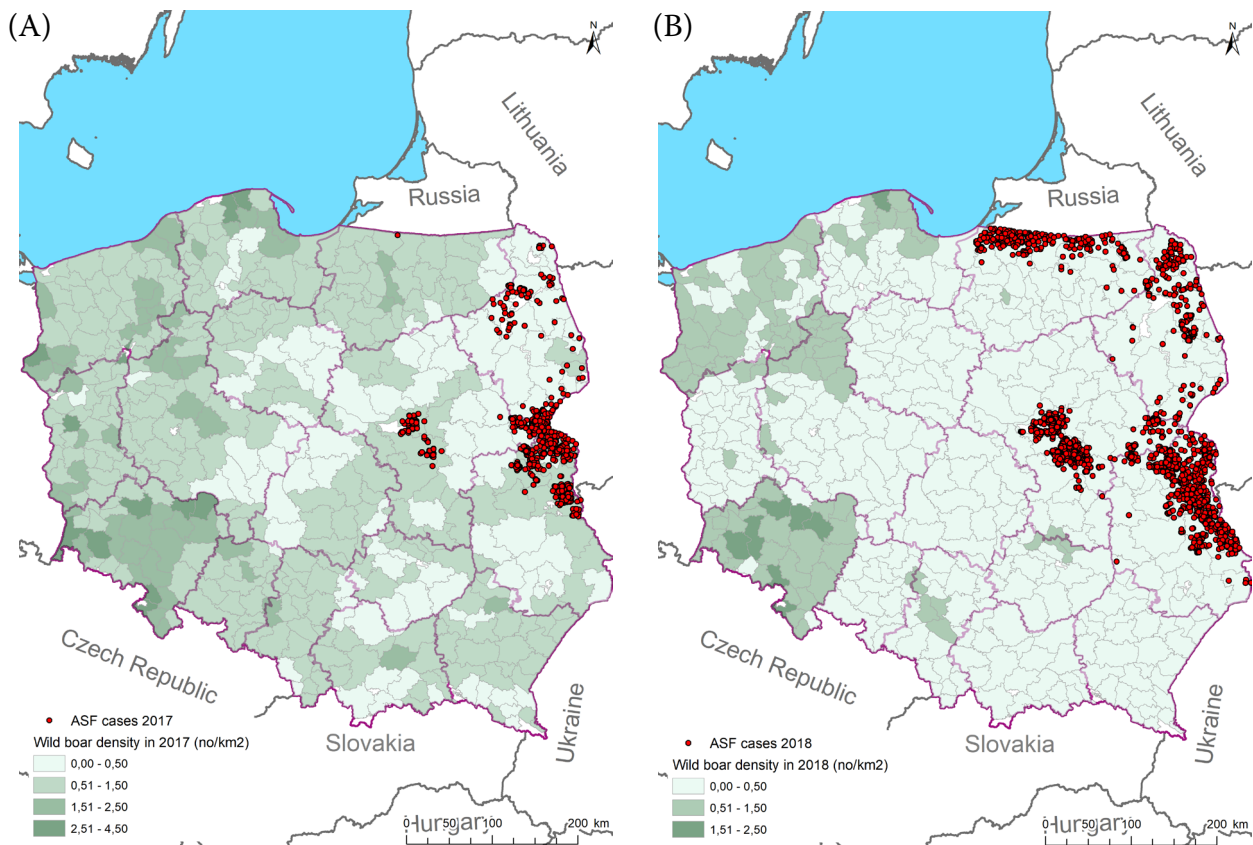 (A)
N
Lithuania
Russia
Czech Republic
Slovakia
Ukraine
Hungary
ASF cases 2017
Wild boar density in 2017 (no/km2)
0,00 - 0,50
0,51 - 1,50
1,51 - 2,50
2,51 - 4,50
0 50 100 200 km
(B)
N
Lithuania
Russia
Czech Republic
Slovakia
Ukraine
Hungary
ASF cases 2018
Wild boar density in 2018 (no/km2)
0,00 - 0,50
0,51 - 1,50
1,51 - 2,50
0 50 100 200 km